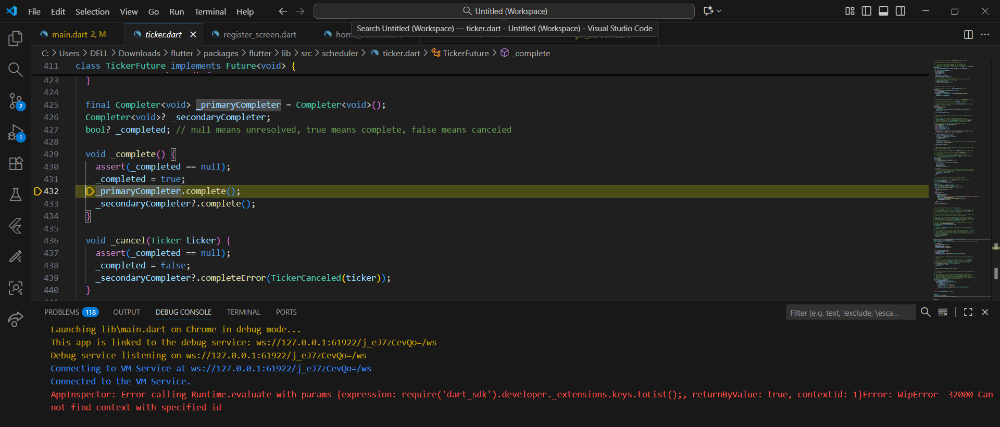 File Edit Selection View Go Run Terminal Help
Untitled (Workspace)
main.dart 2, M
ticker.dart
register_screen.dart
Search Untitled (Workspace) — ticker.dart - Untitled (Workspace) - Visual Studio Code
C: > Users > DELL > Downloads > flutter > packages > flutter > lib > src > scheduler > ticker.dart > TickerFuture > _complete
411 class TickerFuture implements Future<void> {
423 }
424
425 final Completer<void> _primaryCompleter = Completer<void>();
426 Completer<void>? _secondaryCompleter;
427 bool? _completed; // null means unresolved, true means complete, false means canceled
428
429 void _complete() {
430 assert(_completed == null);
431 _completed = true;
432 _primaryCompleter.complete();
433 _secondaryCompleter?.complete();
434 }
435
436 void _cancel(Ticker ticker) {
437 assert(_completed == null);
438 _completed = false;
439 _secondaryCompleter?.completeError(TickerCanceled(ticker));
440 }
2
1
PROBLEMS 118 OUTPUT DEBUG CONSOLE TERMINAL PORTS
Filter (e.g. text, !exclude, \esca...
Launching lib\main.dart on Chrome in debug mode...
This app is linked to the debug service: ws://127.0.0.1:61922/j_eJ7zCevQo=/ws
Debug service listening on ws://127.0.0.1:61922/j_eJ7zCevQo=/ws
Connecting to VM Service at ws://127.0.0.1:61922/j_eJ7zCevQo=/ws
Connected to the VM Service.
AppInspector: Error calling Runtime.evaluate with params {expression: require('dart_sdk').developer._extensions.keys.toList();, returnByValue: true, contextId: 1}Error: WipError -32000 Can
not find context with specified id